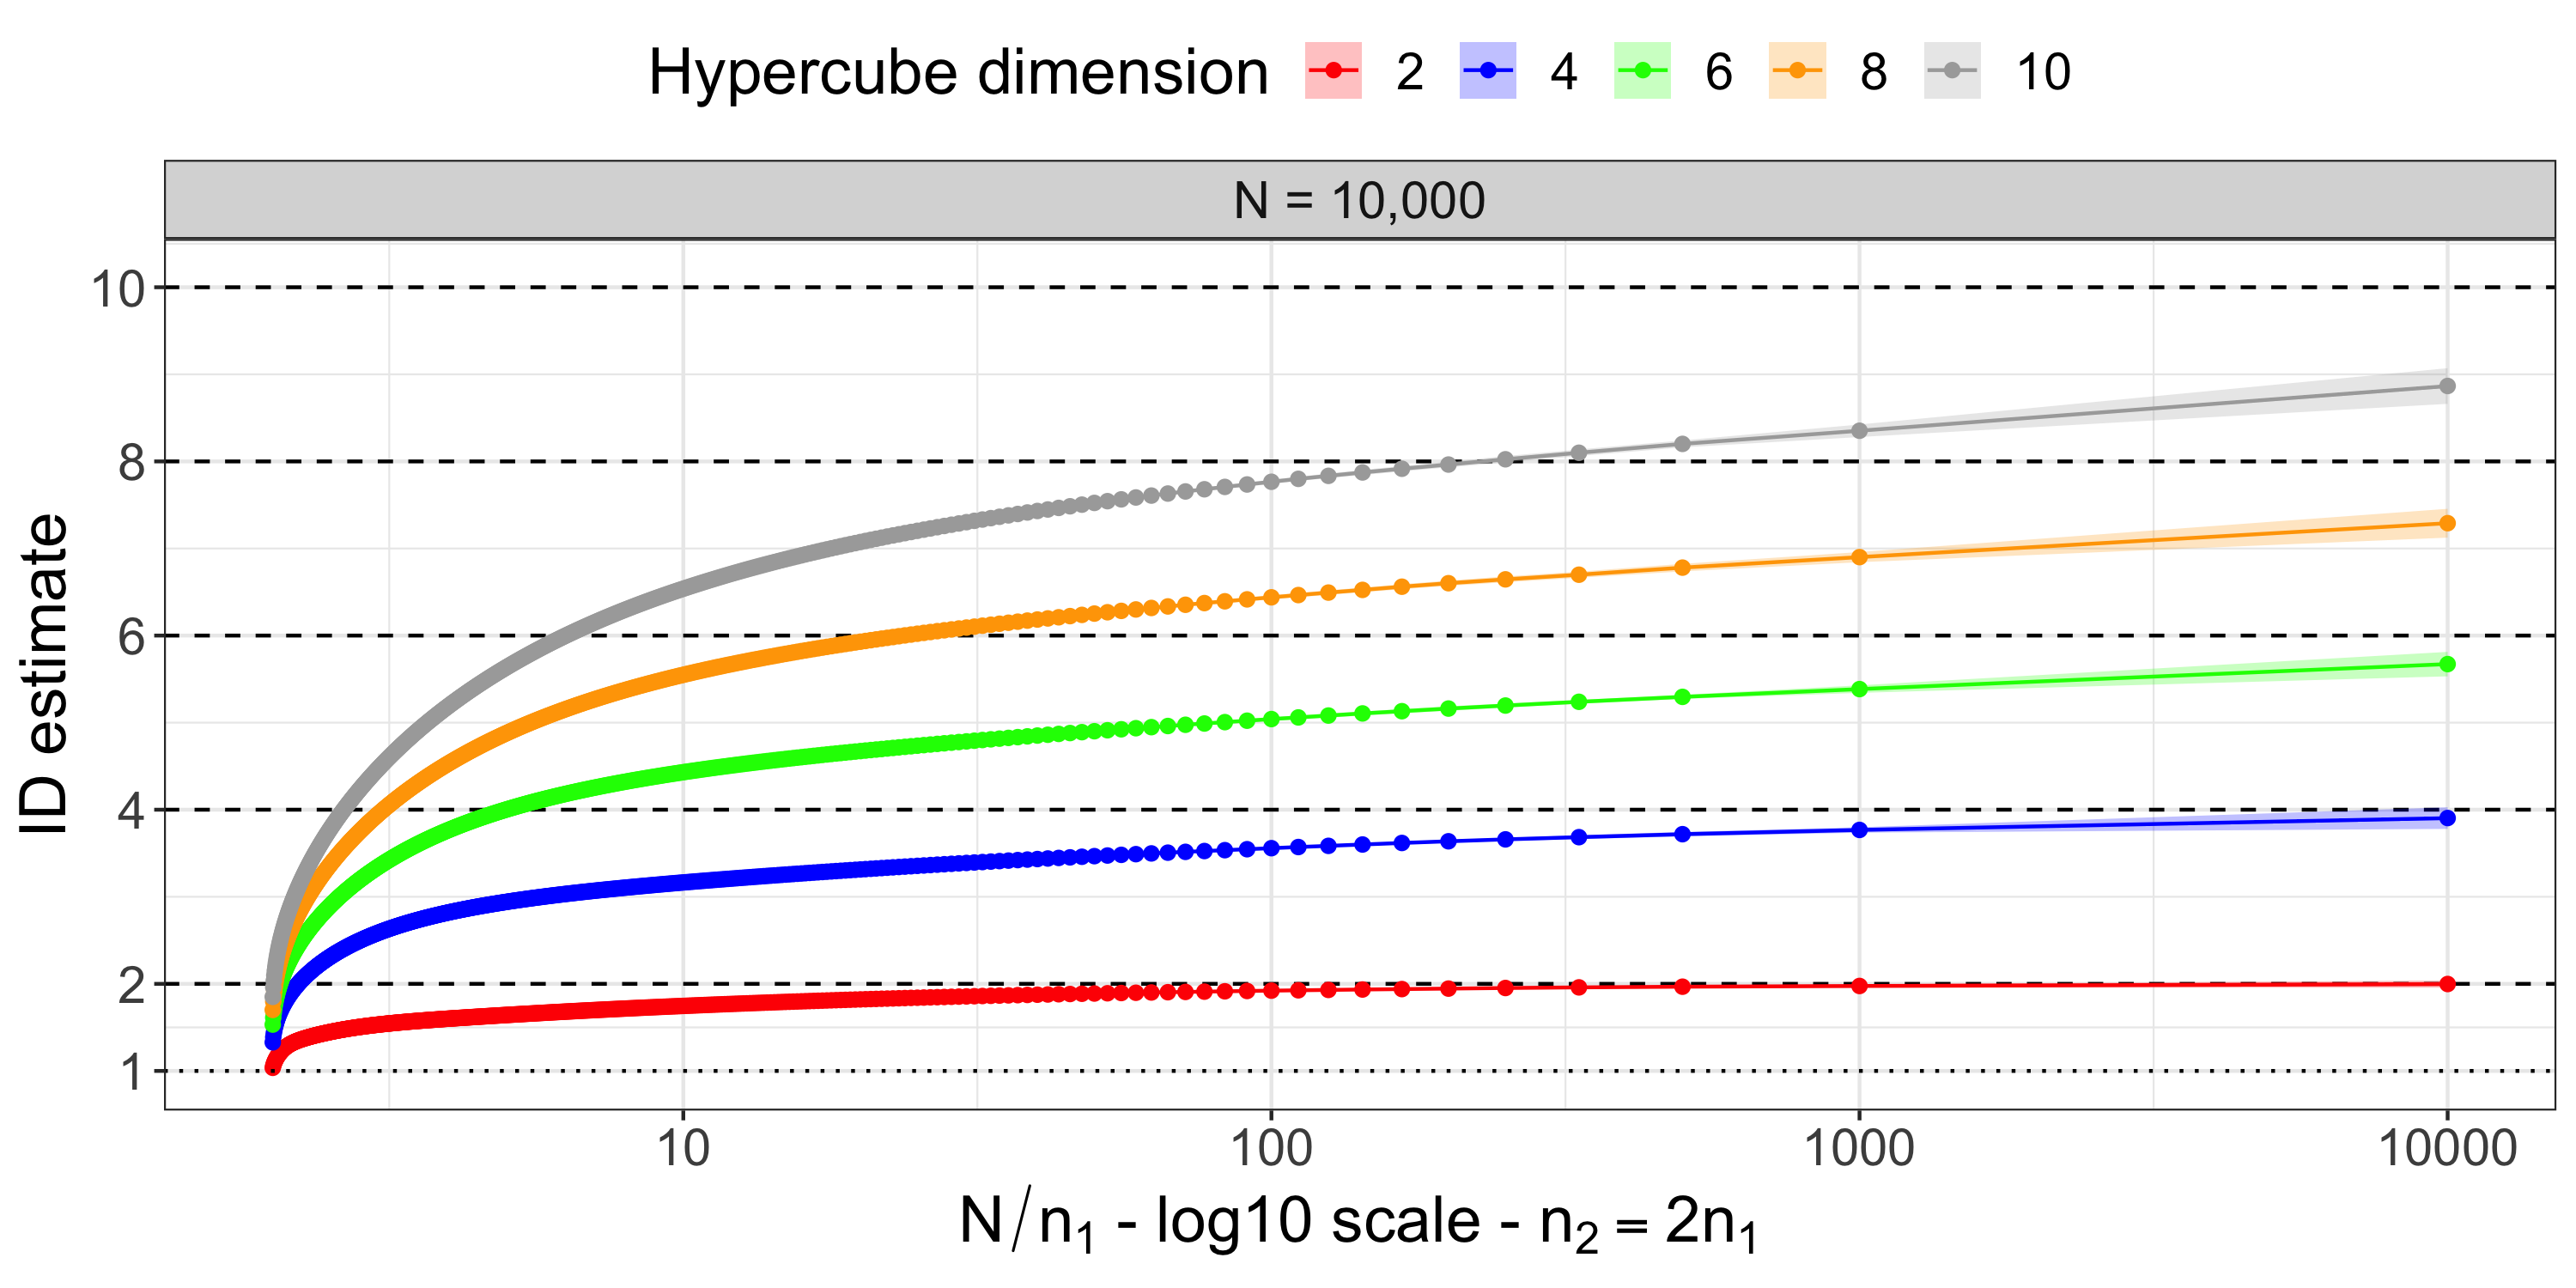 Hypercube dimension 2 4 6 8 10
N = 10,000
ID estimate
10
8
6
4
2
1
10 100 1000 10000
N/n₁ - log10 scale - n₂ = 2n₁